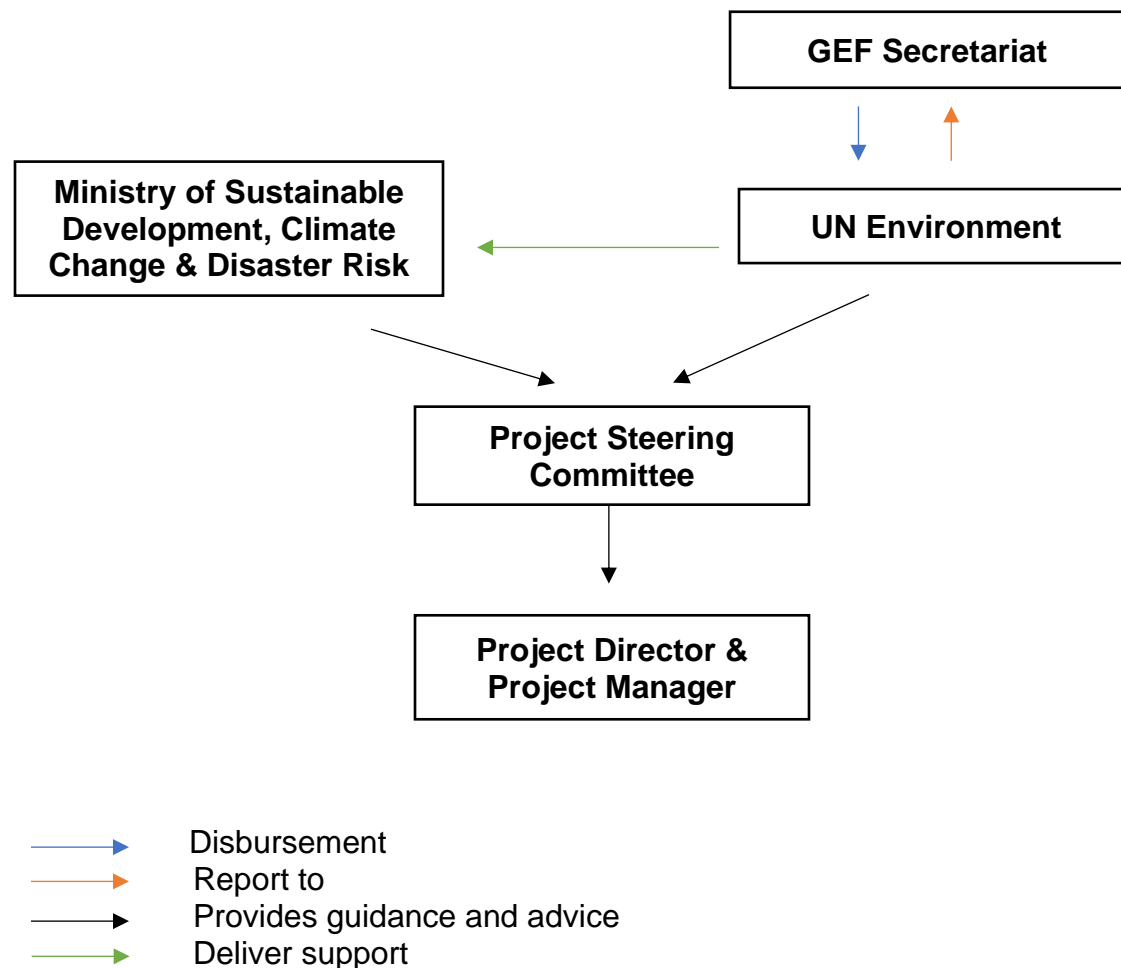 GEF Secretariat
Ministry of Sustainable
Development, Climate
Change & Disaster Risk
UN Environment
Project Steering
Committee
Project Director &
Project Manager
Disbursement
Report to
Provides guidance and advice
Deliver support